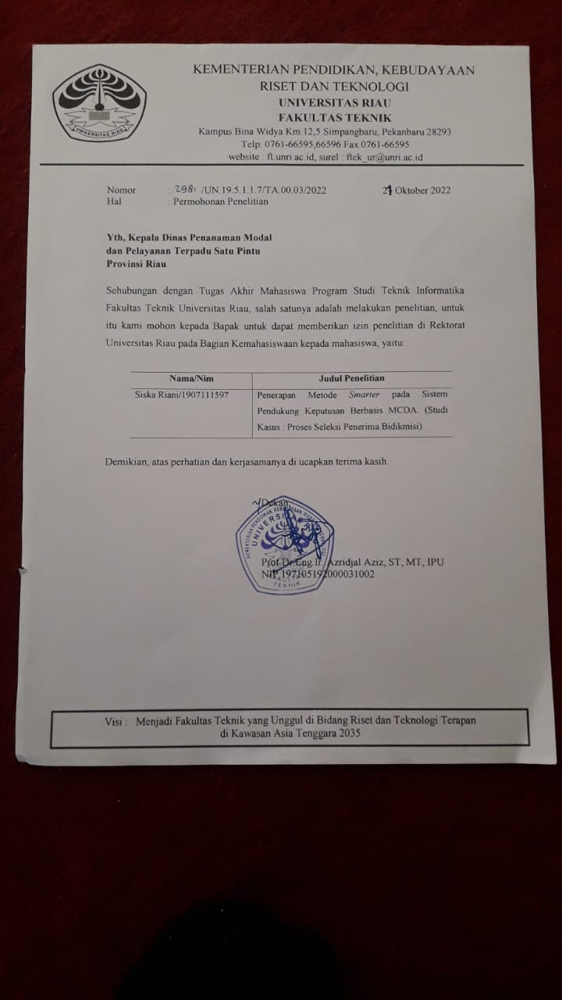 UNIVERSITAS RIAU
KEMENTERIAN PENDIDIKAN, KEBUDAYAAN
RISET DAN TEKNOLOGI
UNIVERSITAS RIAU
FAKULTAS TEKNIK
Kampus Bina Widya Km.12,5 Simpangbaru, Pekanbaru 28293
Telp. 0761-66595,66596 Fax.0761-66595
website : ft.unri.ac.id, surel : ftek_ur@unri.ac.id
Nomor : 2981 /UN.19.5.1.1.7/TA.00.03/2022 Oktober 2022
Hal : Permohonan Penelitian
Yth, Kepala Dinas Penanaman Modal
dan Pelayanan Terpadu Satu Pintu
Provinsi Riau
Sehubungan dengan Tugas Akhir Mahasiswa Program Studi Teknik Informatika
Fakultas Teknik Universitas Riau, salah satunya adalah melakukan penelitian, untuk
itu kami mohon kepada Bapak untuk dapat memberikan izin penelitian di Rektorat
Universitas Riau pada Bagian Kemahasiswaan kepada mahasiswa, yaitu:
Nama/Nim Judul Penelitian
Siska Riani/1907111597 Penerapan Metode Smarter pada Sistem
Pendukung Keputusan Berbasis MCDA. (Studi
Kasus : Proses Seleksi Penerima Bidikmisi)
Demikian, atas perhatian dan kerjasamanya di ucapkan terima kasih.
Dekan
Prof.Dr.Eng.Ir. Azridjal Aziz, ST, MT, IPU
NIP 197105192000031002
FAKULTAS
TEKNIK
Visi : Menjadi Fakultas Teknik yang Unggul di Bidang Riset dan Teknologi Terapan
di Kawasan Asia Tenggara 2035